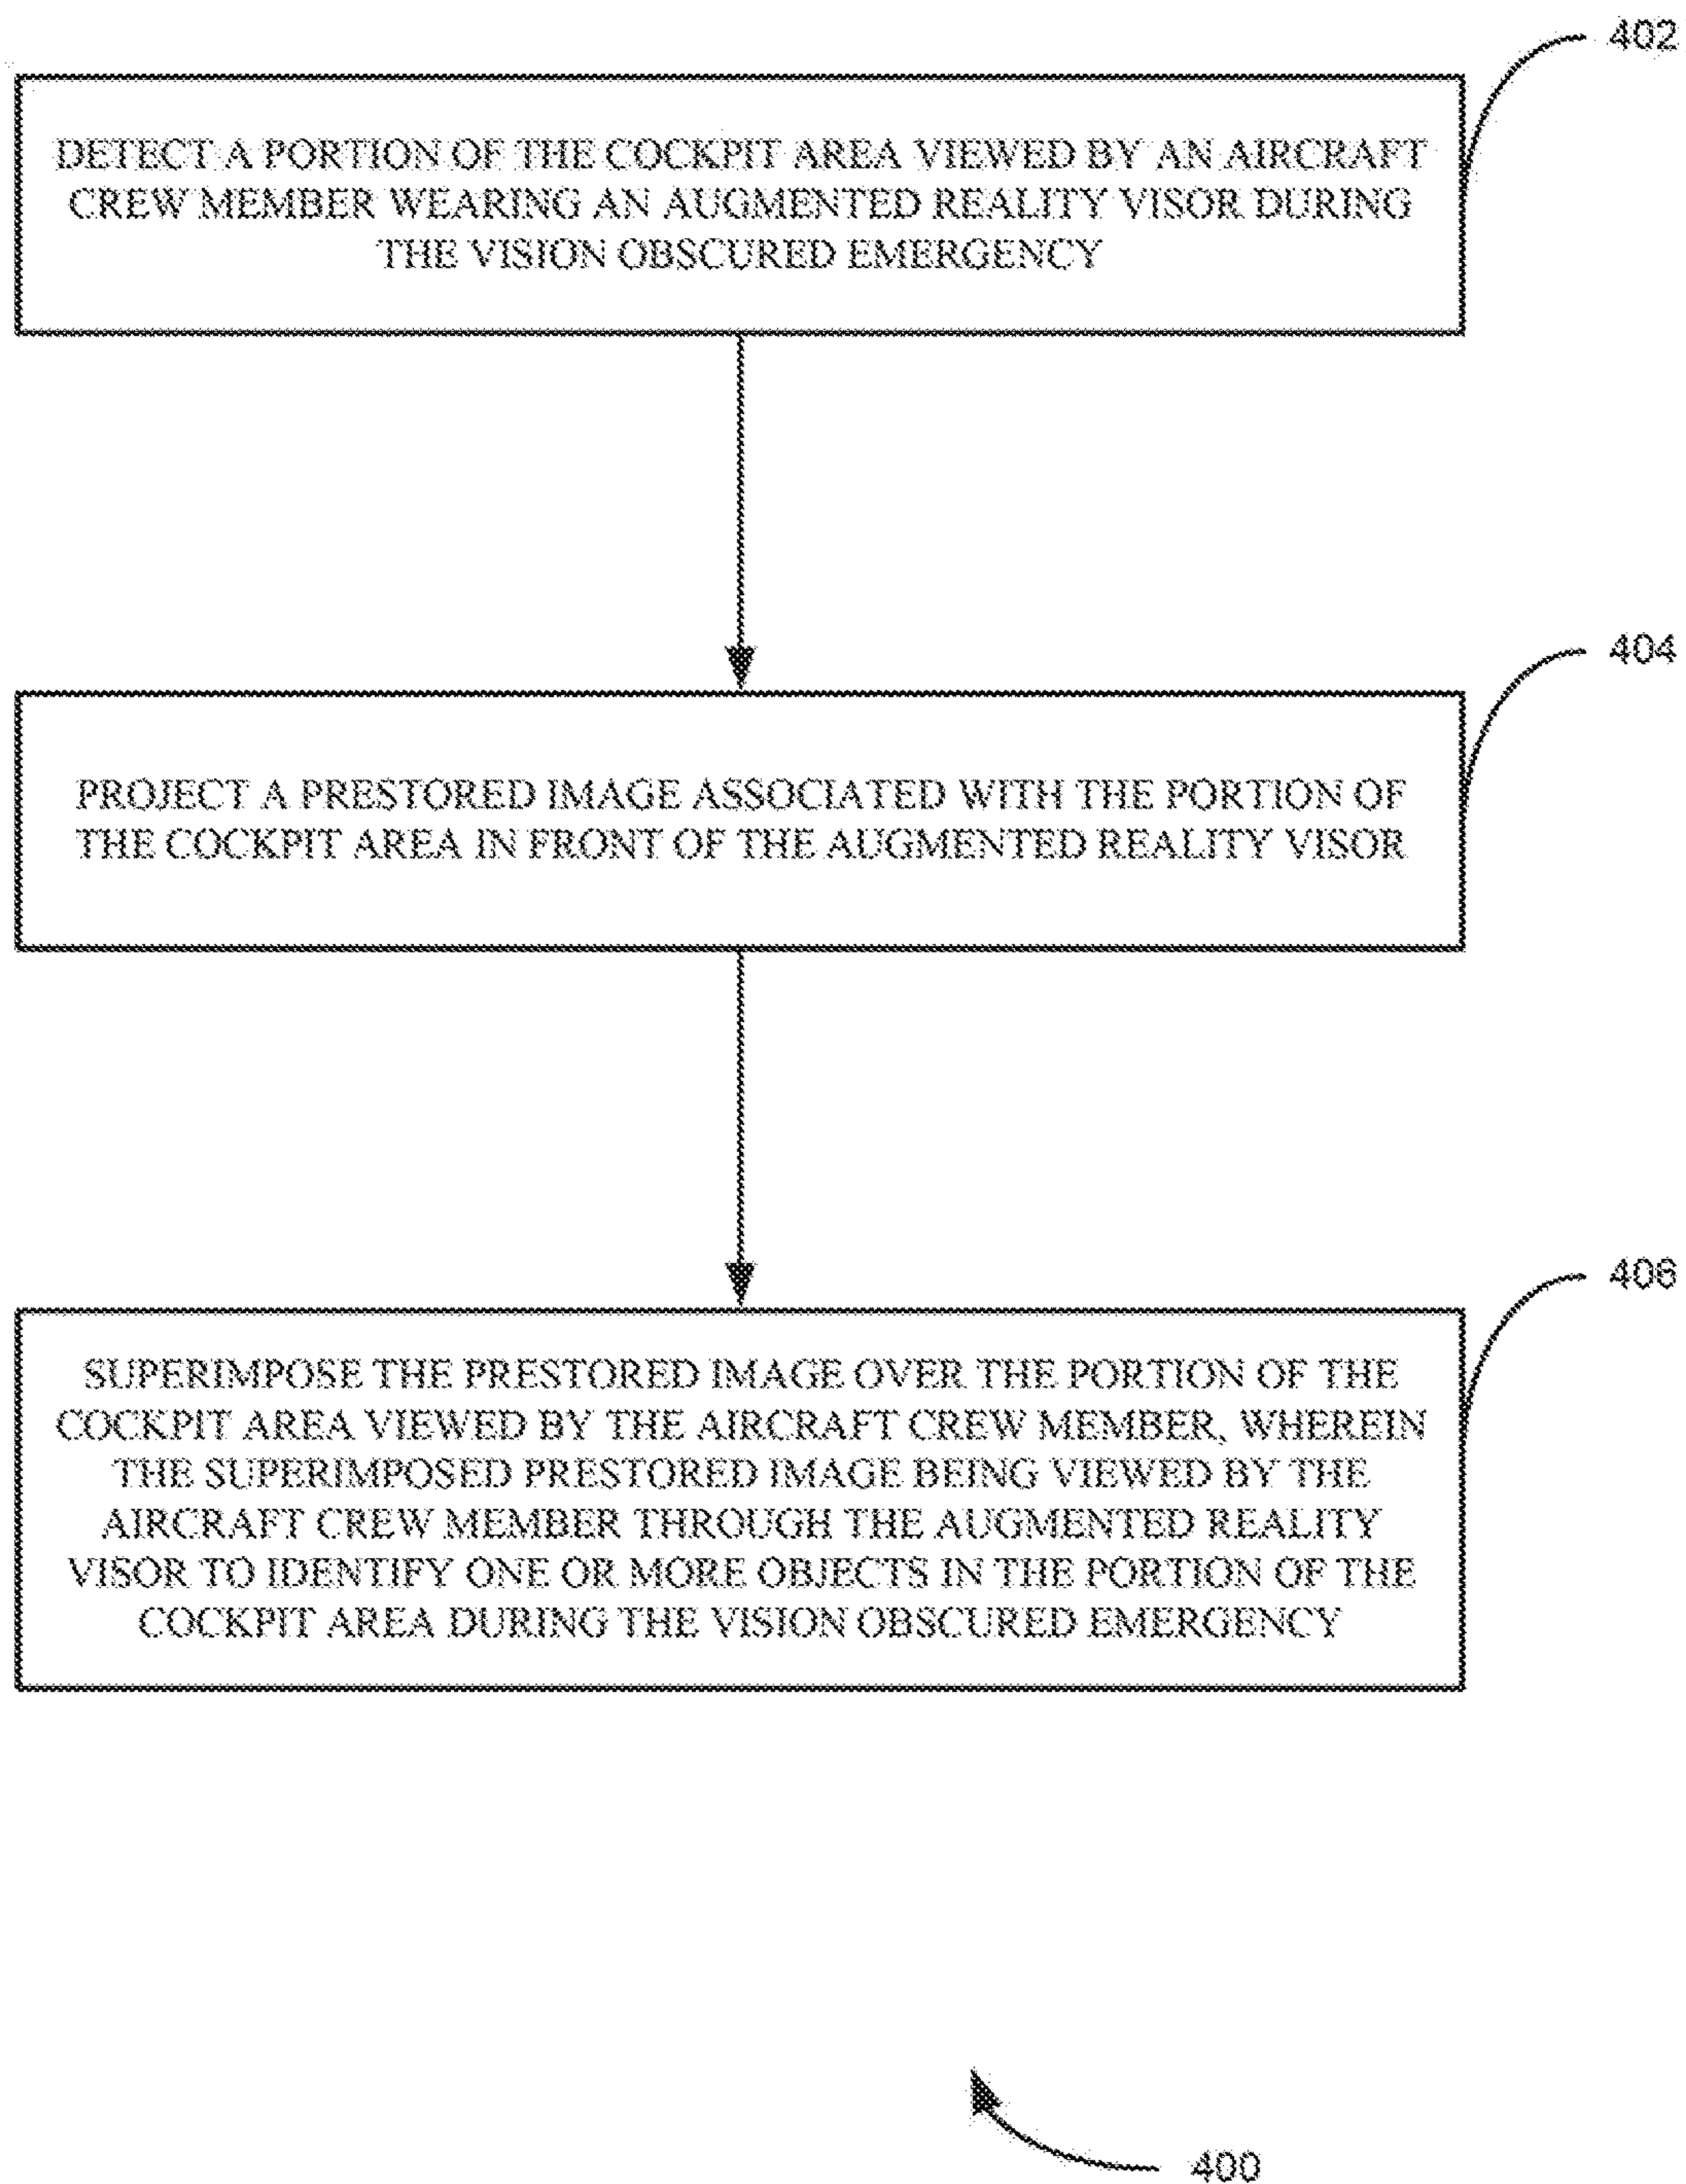 402
DETECT A PORTION OF THE COCKPIT AREA VIEWED BY AN AIRCRAFT
CREW MEMBER WEARING AN AUGMENTED REALITY VISOR DURING
THE VISION OBSCURED EMERGENCY
404
PROJECT A PRESTORED IMAGE ASSOCIATED WITH THE PORTION OF
THE COCKPIT AREA IN FRONT OF THE AUGMENTED REALITY VISOR
406
SUPERIMPOSE THE PRESTORED IMAGE OVER THE PORTION OF THE
COCKPIT AREA VIEWED BY THE AIRCRAFT CREW MEMBER, WHEREIN
THE SUPERIMPOSED PRESTORED IMAGE BEING VIEWED BY THE
AIRCRAFT CREW MEMBER THROUGH THE AUGMENTED REALITY
VISOR TO IDENTIFY ONE OR MORE OBJECTS IN THE PORTION OF THE
COCKPIT AREA DURING THE VISION OBSCURED EMERGENCY
400